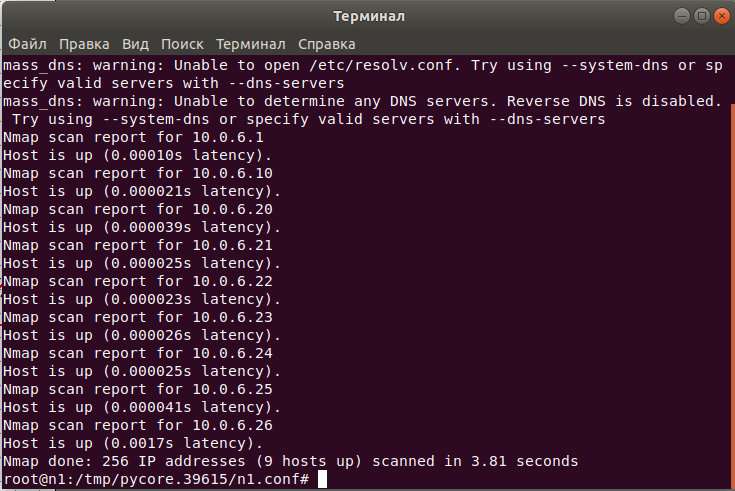 Терминал
Файл Правка Вид Поиск Терминал Справка
mass_dns: warning: Unable to open /etc/resolv.conf. Try using --system-dns or sp
ecify valid servers with --dns-servers
mass_dns: warning: Unable to determine any DNS servers. Reverse DNS is disabled.
 Try using --system-dns or specify valid servers with --dns-servers
Nmap scan report for 10.0.6.1
Host is up (0.00010s latency).
Nmap scan report for 10.0.6.10
Host is up (0.000021s latency).
Nmap scan report for 10.0.6.20
Host is up (0.000039s latency).
Nmap scan report for 10.0.6.21
Host is up (0.000025s latency).
Nmap scan report for 10.0.6.22
Host is up (0.000023s latency).
Nmap scan report for 10.0.6.23
Host is up (0.000026s latency).
Nmap scan report for 10.0.6.24
Host is up (0.000025s latency).
Nmap scan report for 10.0.6.25
Host is up (0.000041s latency).
Nmap scan report for 10.0.6.26
Host is up (0.0017s latency).
Nmap done: 256 IP addresses (9 hosts up) scanned in 3.81 seconds
root@n1:/tmp/pycore.39615/n1.conf#